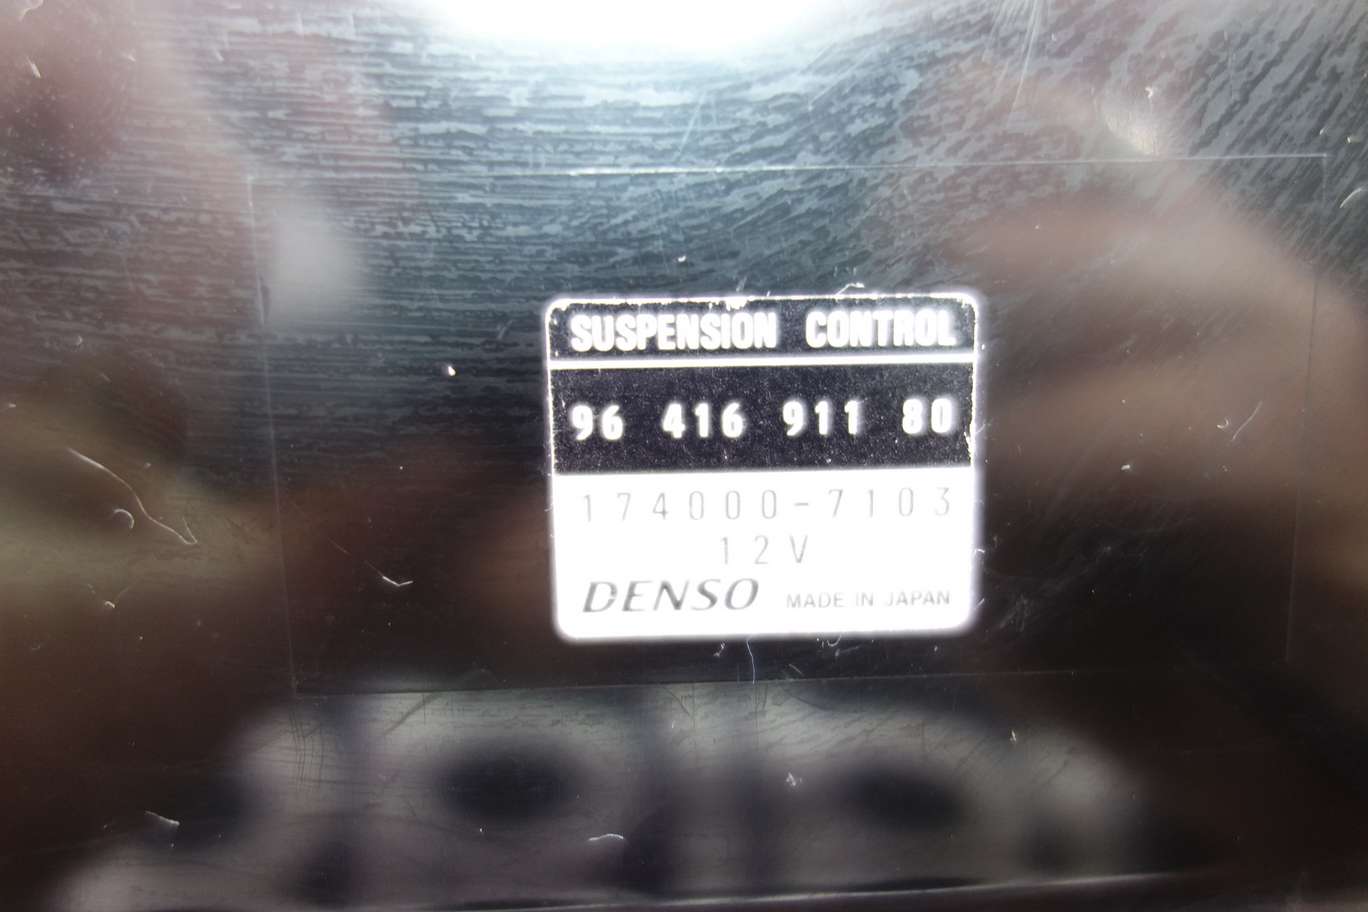 SUSPENSION CONTROL
96 416 911 80
174000-7103
12V
DENSO MADE IN JAPAN